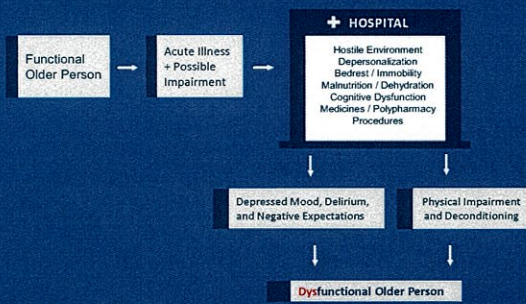 Functional
Older Person
Acute Illness
+ Possible
Impairment
HOSPITAL
Hostile Environment
Depersonalization
Bedrest / Immobility
Malnutrition / Dehydration
Cognitive Dysfunction
Medicines / Polypharmacy
Procedures
Depressed Mood, Delirium,
and Negative Expectations
Physical Impairment
and Deconditioning
Dysfunctional Older Person